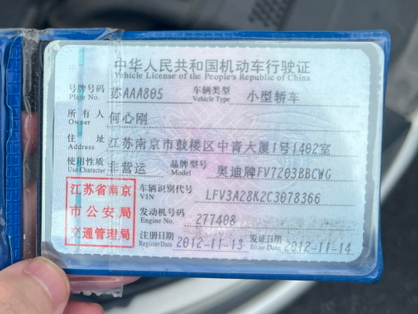 中华人民共和国机动车行驶证
Vehicle License of the People's Republic of China
号牌号码 苏AAA805 车辆类型 小型轿车
Plate No. Vehicle Type
所有人 何心刚
Owner
住址 江苏南京市鼓楼区中青大厦1号1402室
Address
使用性质 非营运 品牌型号 奥迪牌FV7203BBCWG
Use Character Model
江苏省南京
市公安局
交通管理局
车辆识别代号 LFV3A28K2C3078366
VIN
发动机号码 277408
Engine No.
注册日期 2012-11-13 发证日期 2012-11-14
Register Date Issue Date